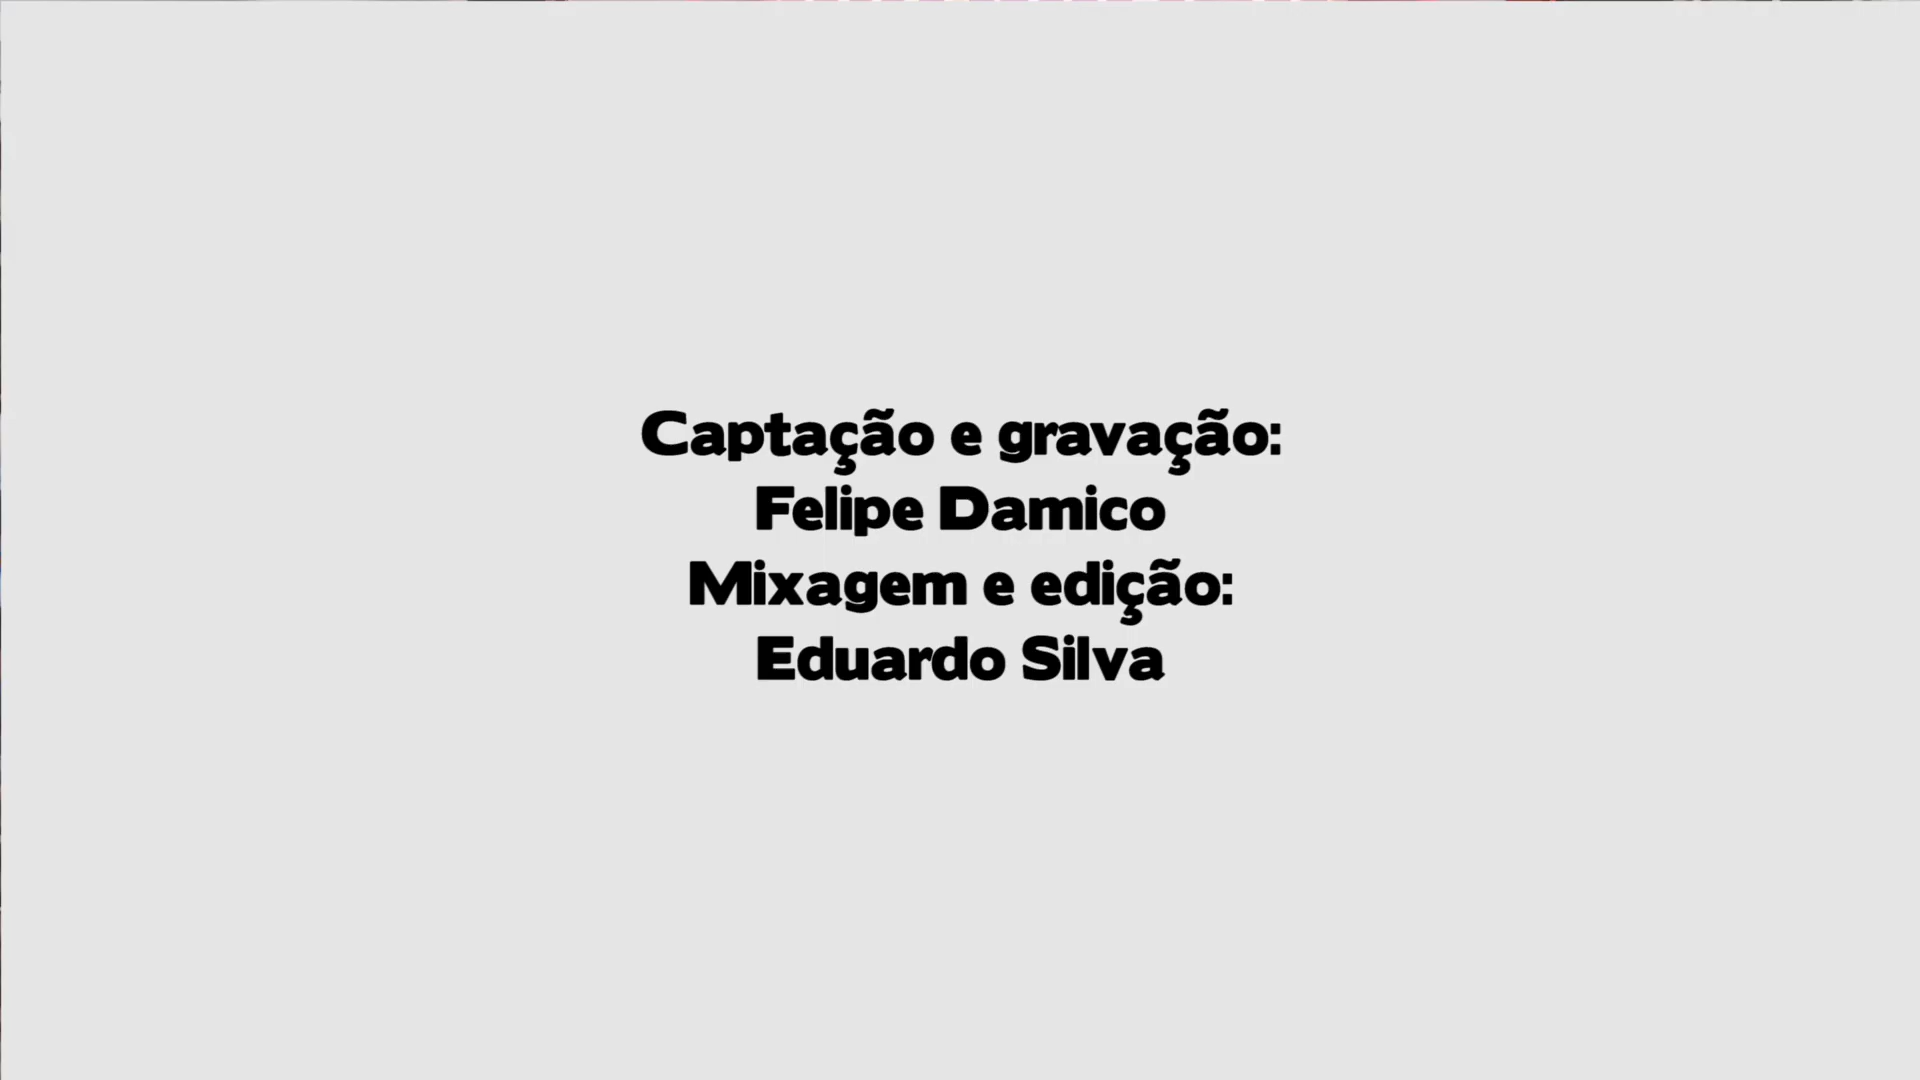 Captação e gravação:
Felipe Damico
Mixagem e edição:
Eduardo Silva